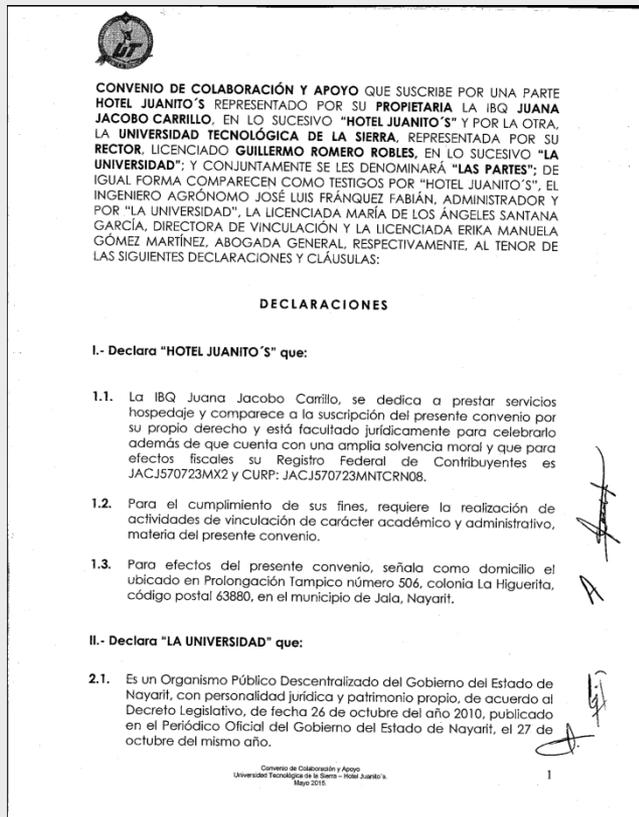 UT
CONVENIO DE COLABORACIÓN Y APOYO QUE SUSCRIBE POR UNA PARTE
HOTEL JUANITO´S REPRESENTADO POR SU PROPIETARIA LA IBQ JUANA
JACOBO CARRILLO, EN LO SUCESIVO "HOTEL JUANITO´S" Y POR LA OTRA,
LA UNIVERSIDAD TECNOLÓGICA DE LA SIERRA, REPRESENTADA POR SU
RECTOR, LICENCIADO GUILLERMO ROMERO ROBLES, EN LO SUCESIVO "LA
UNIVERSIDAD"; Y CONJUNTAMENTE SE LES DENOMINARÁ "LAS PARTES"; DE
IGUAL FORMA COMPARECEN COMO TESTIGOS POR "HOTEL JUANITO´S", EL
INGENIERO AGRÓNOMO JOSÉ LUIS FRÁNQUEZ FABIÁN, ADMINISTRADOR Y
POR "LA UNIVERSIDAD", LA LICENCIADA MARÍA DE LOS ÁNGELES SANTANA
GARCÍA, DIRECTORA DE VINCULACIÓN Y LA LICENCIADA ERIKA MANUELA
GÓMEZ MARTÍNEZ, ABOGADA GENERAL, RESPECTIVAMENTE, AL TENOR DE
LAS SIGUIENTES DECLARACIONES Y CLÁUSULAS:
DECLARACIONES
I.- Declara "HOTEL JUANITO´S" que:
1.1. La IBQ Juana Jacobo Carrillo, se dedica a prestar servicios
hospedaje y comparece a la suscripción del presente convenio por
su propio derecho y está facultado jurídicamente para celebrarlo
además de que cuenta con una amplia solvencia moral y que para
efectos fiscales su Registro Federal de Contribuyentes es
JACJ570723MX2 y CURP: JACJ570723MNTCRN08.
1.2. Para el cumplimiento de sus fines, requiere la realización de
actividades de vinculación de carácter académico y administrativo,
materia del presente convenio.
1.3. Para efectos del presente convenio, señala como domicilio el
ubicado en Prolongación Tampico número 506, colonia La Higuerita,
código postal 63880, en el municipio de Jala, Nayarit.
II.- Declara "LA UNIVERSIDAD" que:
2.1. Es un Organismo Público Descentralizado del Gobierno del Estado de
Nayarit, con personalidad jurídica y patrimonio propio, de acuerdo al
Decreto Legislativo, de fecha 26 de octubre del año 2010, publicado
en el Periódico Oficial del Gobierno del Estado de Nayarit, el 27 de
octubre del mismo año.
Convenio de Colaboración y Apoyo
Universidad Tecnológica de la Sierra – Hotel Juanito´s.
Mayo 2015.
1